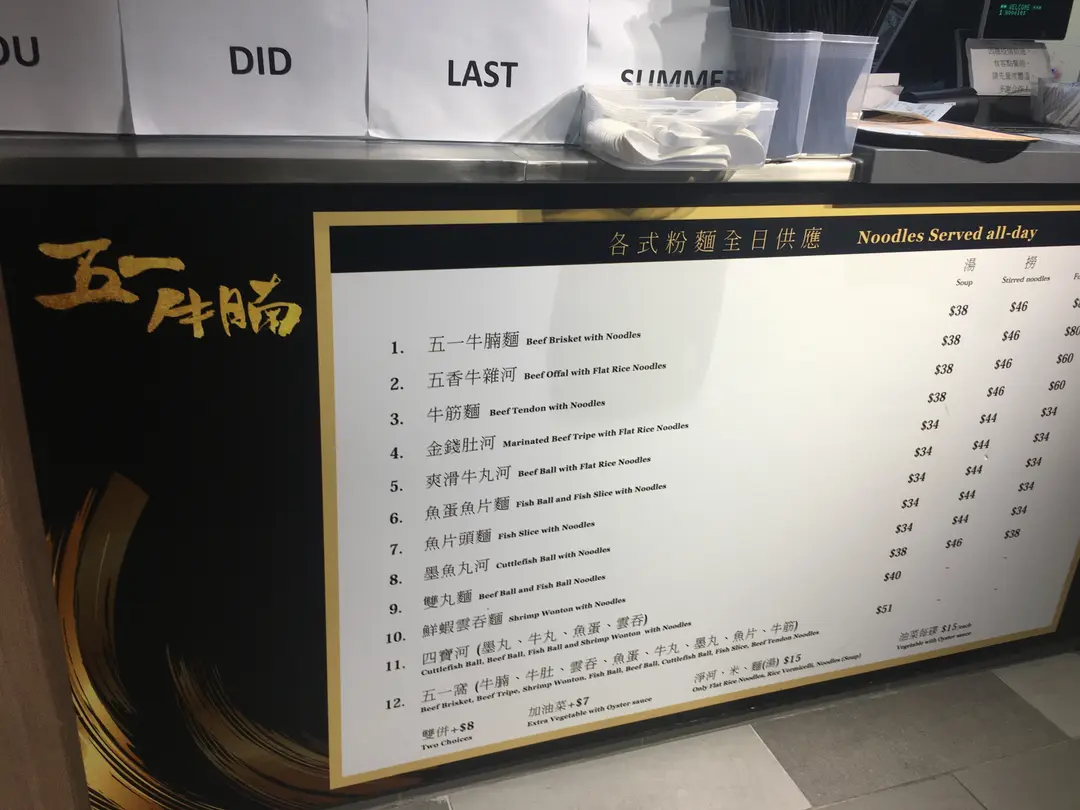 OU DID LAST SUMMER
WELCOME
noodles
五一牛腩
各式粉麵全日供應 Noodles Served all-day
湯 撈
Soup Stirred noodles
1. 五一牛腩麵 Beef Brisket with Noodles $38 $46
2. 五香牛雜河 Beef Offal with Flat Rice Noodles $38 $46 $80
3. 牛筋麵 Beef Tendon with Noodles $38 $46 $60
4. 金錢肚河 Marinated Beef Tripe with Flat Rice Noodles $38 $46 $60
5. 爽滑牛丸河 Beef Ball with Flat Rice Noodles $34 $44 $34
6. 魚蛋魚片麵 Fish Ball and Fish Slice with Noodles $34 $44 $34
7. 魚片頭麵 Fish Slice with Noodles $34 $44 $34
8. 墨魚丸河 Cuttlefish Ball with Noodles $34 $44 $34
9. 雙丸麵 Beef Ball and Fish Ball Noodles $34 $44 $34
10. 鮮蝦雲吞麵 Shrimp Wonton with Noodles $38 $46 $38
11. 四寶河 (墨丸、牛丸、魚蛋、雲吞) $40
Cuttlefish Ball, Beef Ball, Fish Ball and Shrimp Wonton with Noodles
12. 五一窩 (牛腩、牛肚、雲吞、魚蛋、牛丸、墨丸、魚片、牛筋) $51
Beef Brisket, Beef Tripe, Shrimp Wonton, Fish Ball, Beef Ball, Cuttlefish Ball, Fish Slice, Beef Tendon Noodles
雙併+$8 加油菜+$7 淨河、米、麵(湯) $15 油菜每碟 $15/each
Two Choices Extra Vegetable with Oyster sauce Only Flat Rice Noodles, Rice Vermicelli, Noodles (Soup) Vegetable with Oyster sauce